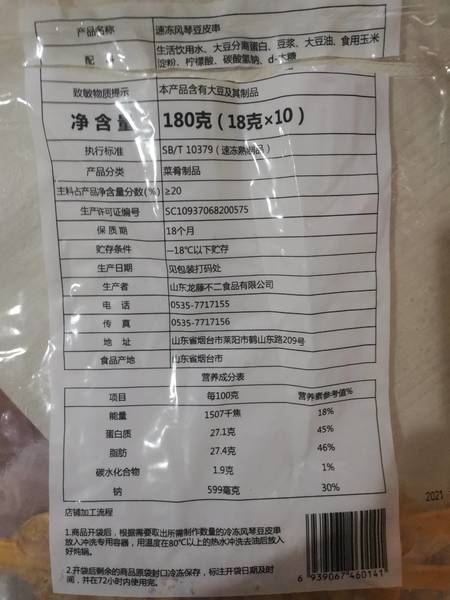 产品名称 速冻风琴豆皮串
配料 生活饮用水、大豆分离蛋白、豆浆、大豆油、食用玉米
淀粉、柠檬酸、碳酸氢钠、d-木糖
致敏物质提示 本产品含有大豆及其制品
净含量 180克（18克×10）
执行标准 SB/T 10379（速冻熟制品）
产品分类 菜肴制品
主料占产品净含量分数(%) ≥20
生产许可证编号 SC10937068200575
保质期 18个月
贮存条件 -18℃以下贮存
生产日期 见包装打码处
生产者 山东龙藤不二食品有限公司
电话 0535-7717155
传真 0535-7717156
地址 山东省烟台市莱阳市鹤山东路209号
食品产地 山东省烟台市
营养成分表
项目 每100克 营养素参考值%
能量 1507千焦 18%
蛋白质 27.1克 45%
脂肪 27.4克 46%
碳水化合物 1.9克 1%
钠 599毫克 30%
店铺加工流程
1.商品开袋后，根据需要取出所需制作数量的冷冻风琴豆皮串
放入冲洗专用容器，用温度在80℃以上的热水冲洗去油后放入
好炖锅。
2.开袋后剩余的商品原袋封口冷冻保存，标注开袋日期及时
间，并在72小时内使用完。
6 939067 460141
2021